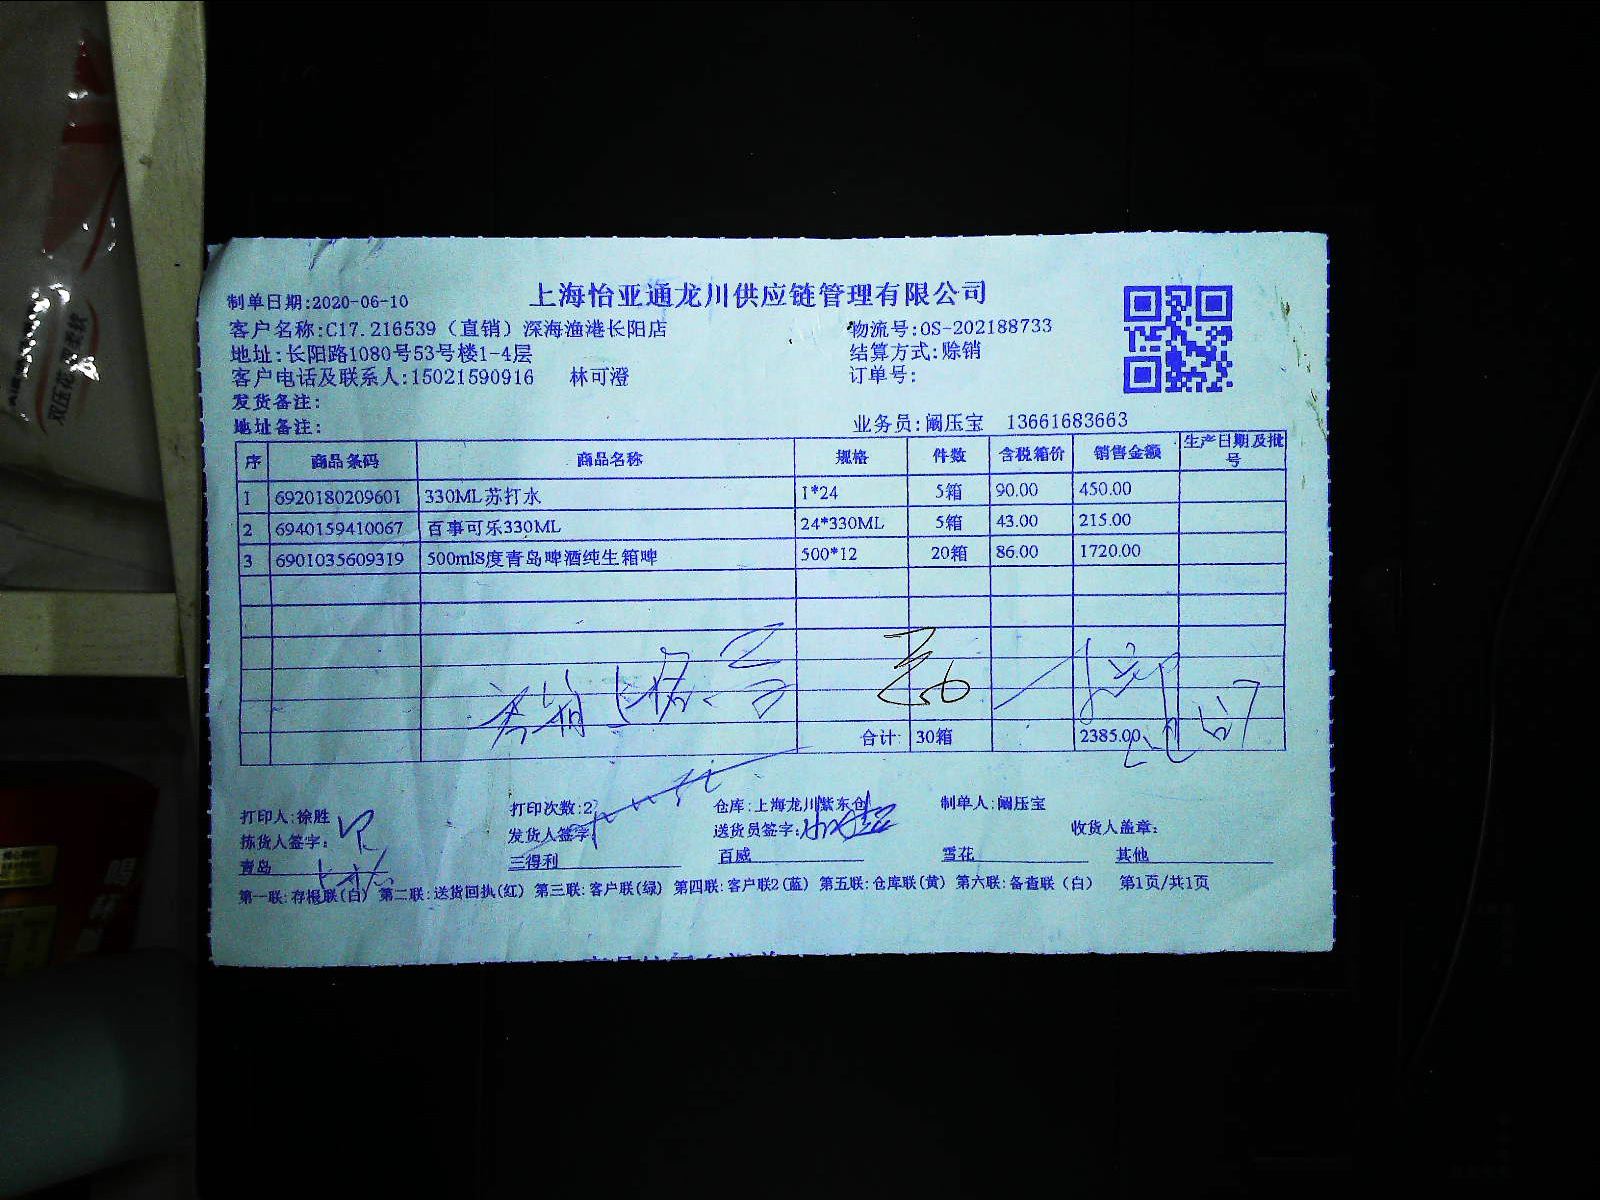 上海怡亚通龙川供应链管理有限公司
制单日期:2020-06-10
客户名称:C17.216539（直销）深海渔港长阳店 物流号:OS-202188733
地址:长阳路1080号53号楼1-4层 结算方式:赊销
客户电话及联系人:15021590916 林可澄 订单号:
发货备注:
地址备注: 业务员:阚压宝 13661683663
序 商品条码 商品名称 规格 件数 含税箱价 销售金额 生产日期及批号
1 6920180209601 330ML苏打水 1*24 5箱 90.00 450.00
2 6940159410067 百事可乐330ML 24*330ML 5箱 43.00 215.00
3 6901035609319 500ml8度青岛啤酒纯生箱啤 500*12 20箱 86.00 1720.00
合计: 30箱 2385.00
打印人:徐胜 打印次数:2 仓库:上海龙川紫东仓 制单人:阚压宝
拣货人签字: 发货人签字: 送货员签字: 收货人盖章:
青岛 三得利 百威 雪花 其他
第一联:存根联(白) 第二联:送货回执(红) 第三联:客户联(绿) 第四联:客户联2(蓝) 第五联:仓库联(黄) 第六联:备查联(白) 第1页/共1页